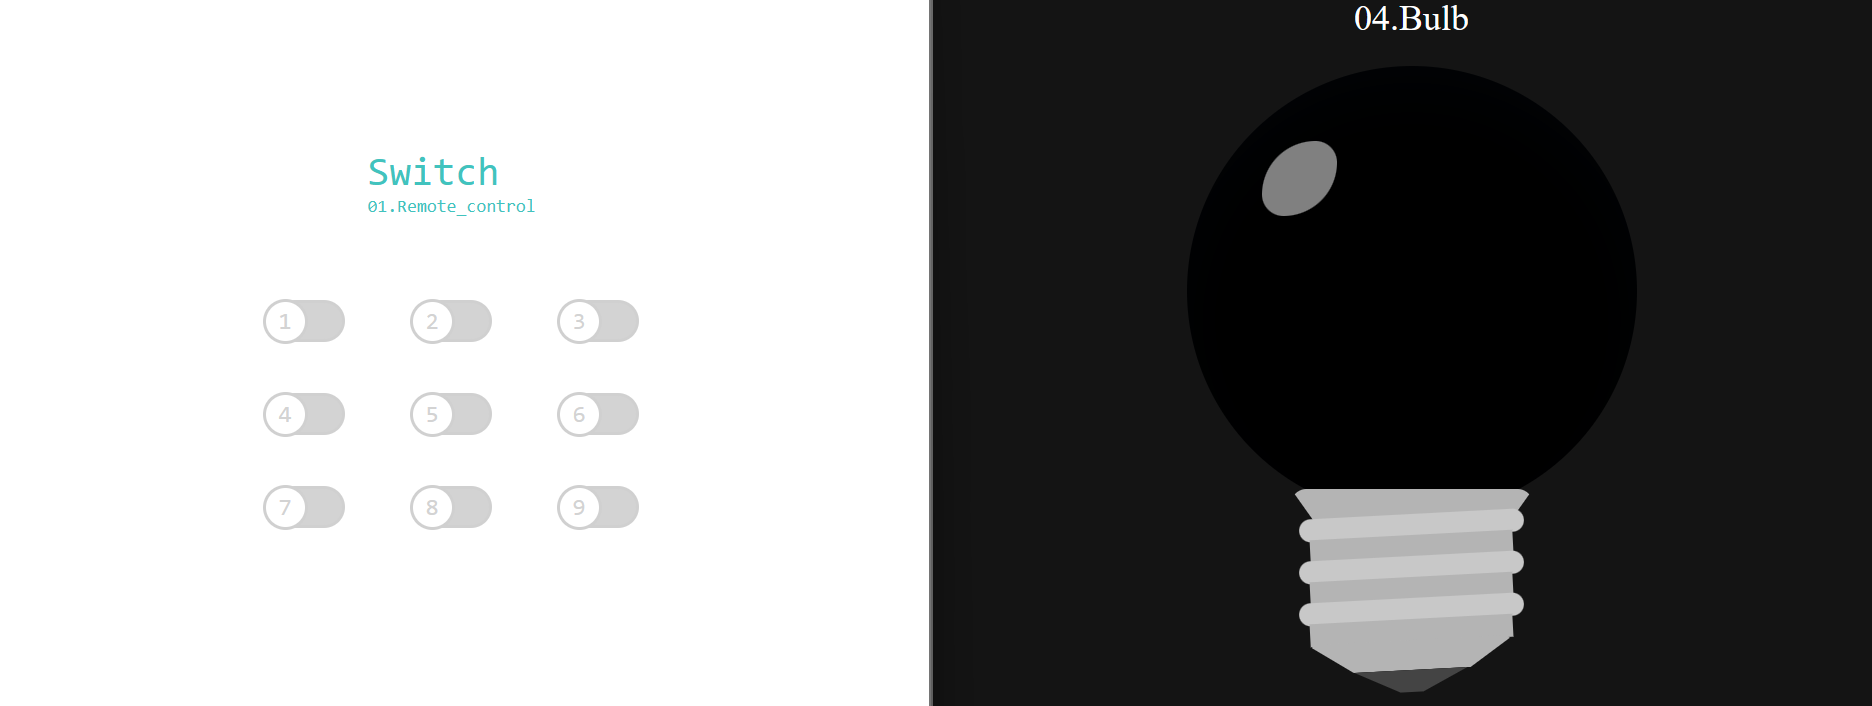 Switch
01.Remote_control
1 2 3
4 5 6
7 8 9
04.Bulb